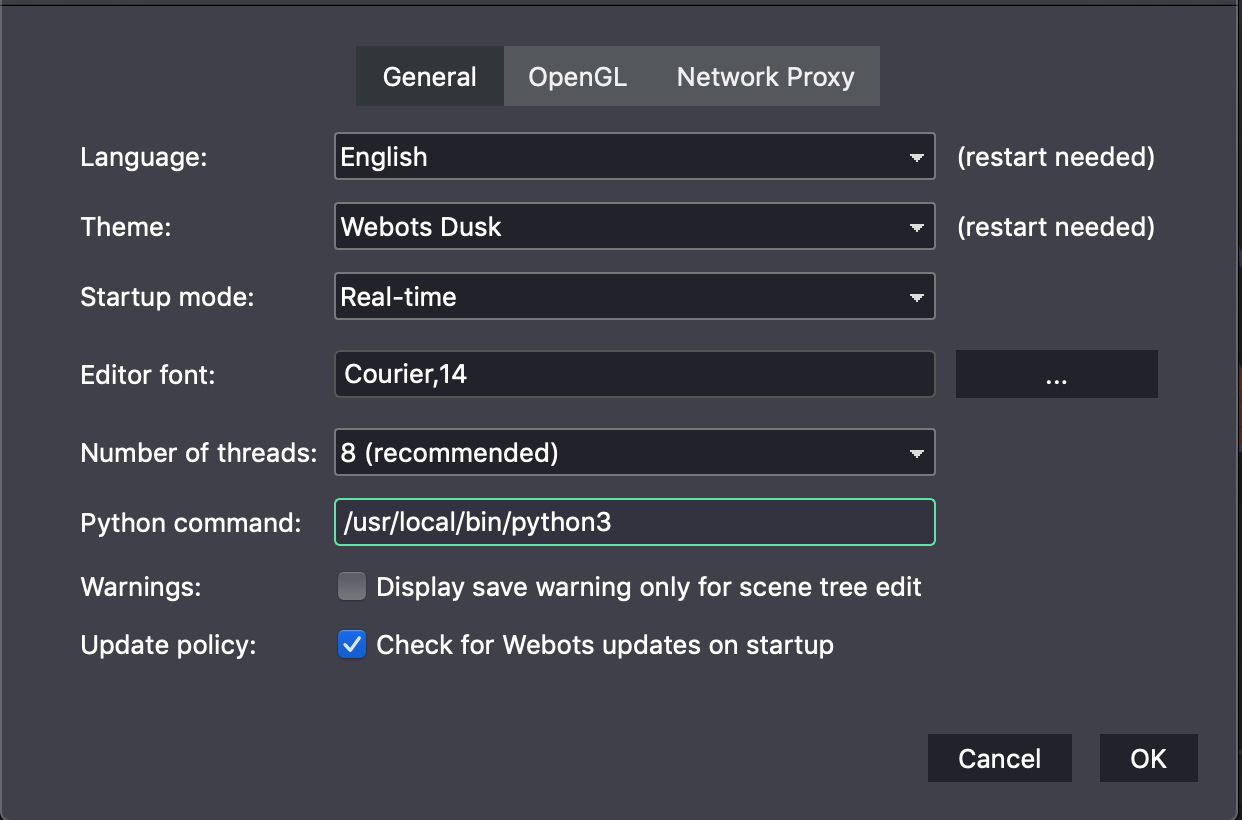 General OpenGL Network Proxy
Language: English (restart needed)
Theme: Webots Dusk (restart needed)
Startup mode: Real-time
Editor font: Courier,14 ...
Number of threads: 8 (recommended)
Python command: /usr/local/bin/python3
Warnings: Display save warning only for scene tree edit
Update policy: Check for Webots updates on startup
Cancel OK